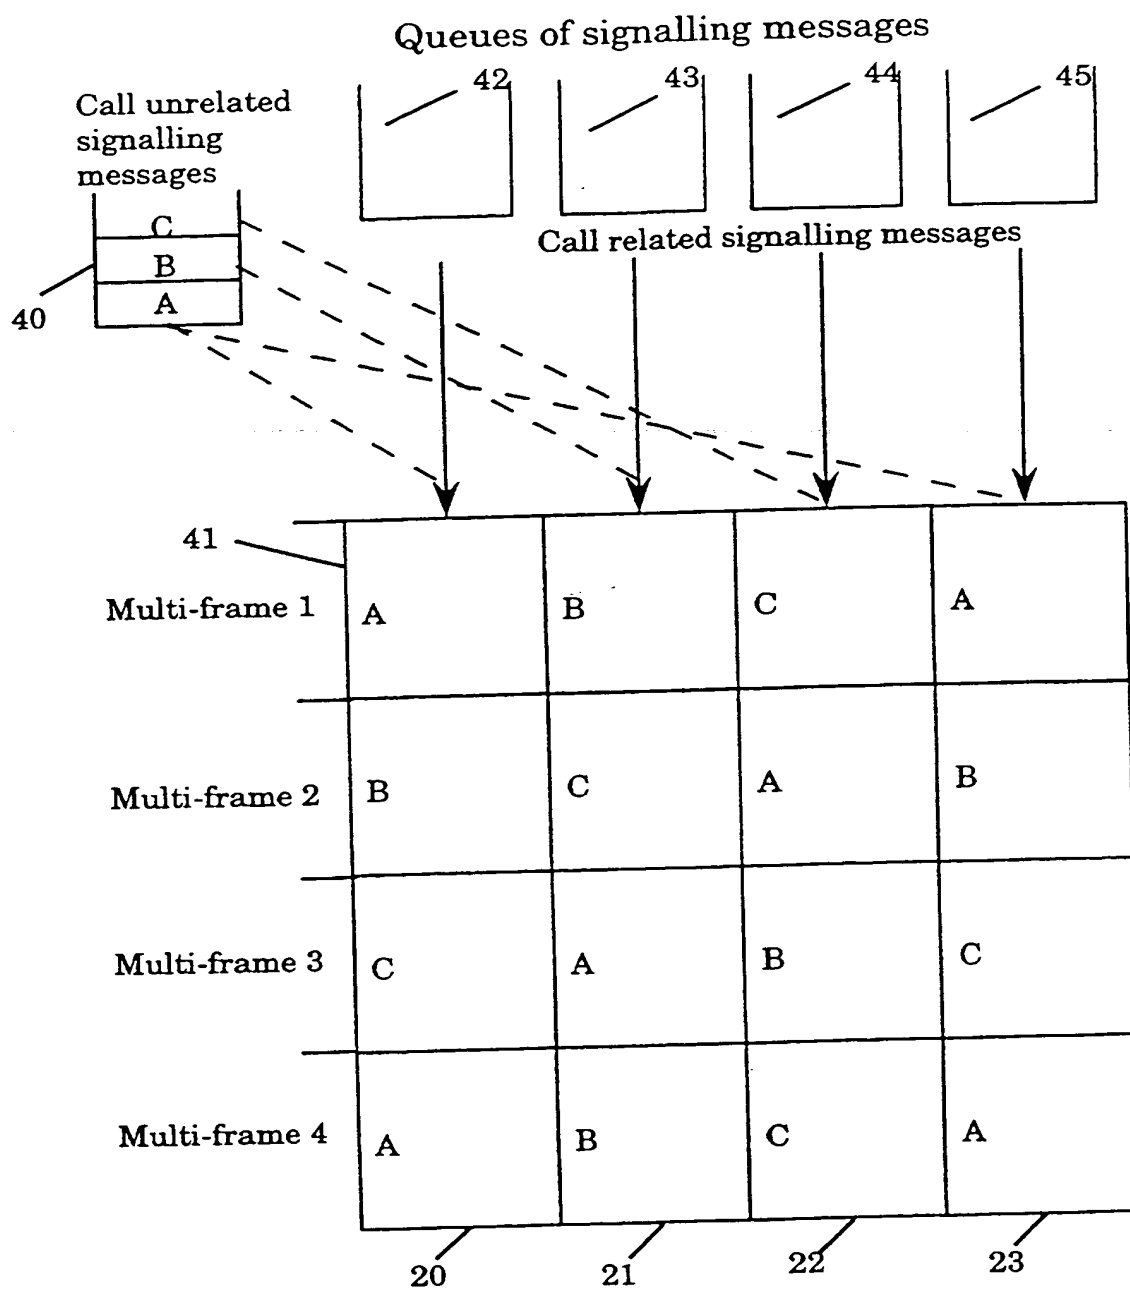 Queues of signalling messages
42
43
44
45
Call unrelated
signalling
messages
C
B
A
40
Call related signalling messages
41
Multi-frame 1
A
B
C
A
Multi-frame 2
B
C
A
B
Multi-frame 3
C
A
B
C
Multi-frame 4
A
B
C
A
20
21
22
23